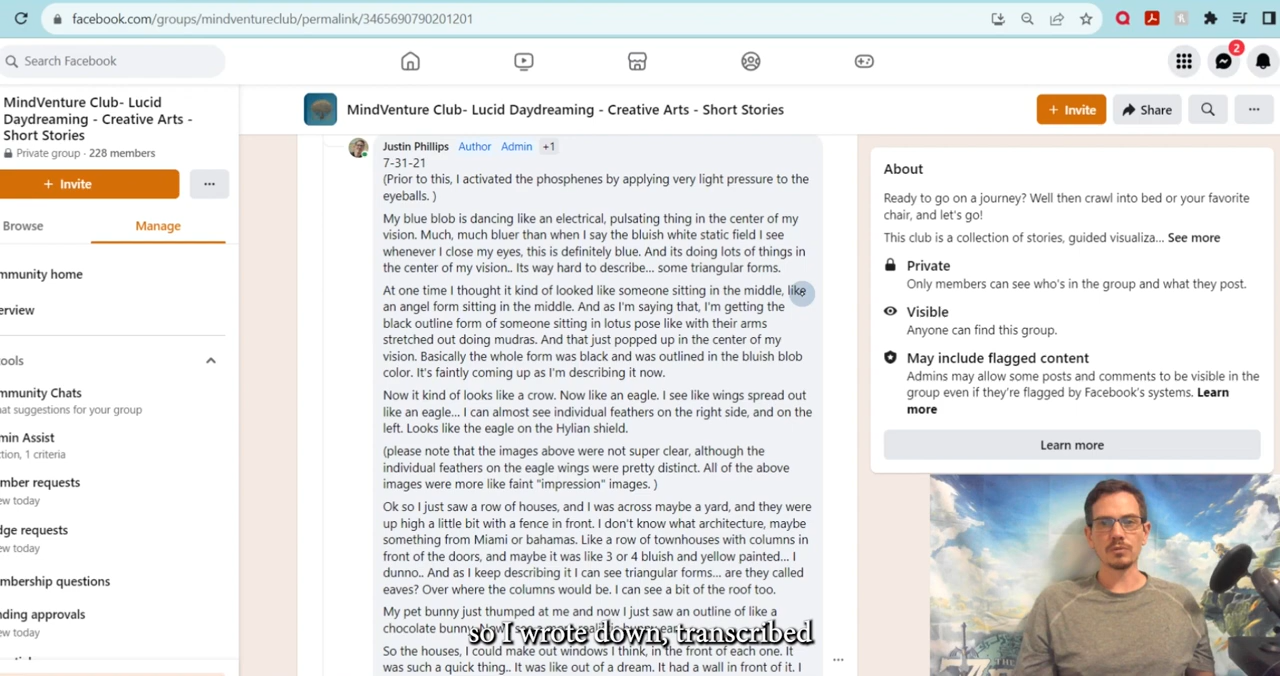 facebook.com/groups/mindventureclub/permalink/3465690790201201
Search Facebook
2
MindVenture Club- Lucid
Daydreaming - Creative Arts -
Short Stories
Private group · 228 members
+ Invite
Browse
Manage
mmunity home
erview
ools
mmunity Chats
hat suggestions for your group
min Assist
ction, 1 criteria
mber requests
ew today
dge requests
ew today
mbership questions
nding approvals
ew today
MindVenture Club- Lucid Daydreaming - Creative Arts - Short Stories
+ Invite
Share
Justin Phillips Author Admin +1
7-31-21
(Prior to this, I activated the phosphenes by applying very light pressure to the
eyeballs. )
My blue blob is dancing like an electrical, pulsating thing in the center of my
vision. Much, much bluer than when I say the bluish white static field I see
whenever I close my eyes, this is definitely blue. And its doing lots of things in
the center of my vision.. Its way hard to describe... some triangular forms.
At one time I thought it kind of looked like someone sitting in the middle, like
an angel form sitting in the middle. And as I'm saying that, I'm getting the
black outline form of someone sitting in lotus pose like with their arms
stretched out doing mudras. And that just popped up in the center of my
vision. Basically the whole form was black and was outlined in the bluish blob
color. It's faintly coming up as I'm describing it now.
Now it kind of looks like a crow. Now like an eagle. I see like wings spread out
like an eagle... I can almost see individual feathers on the right side, and on the
left. Looks like the eagle on the Hylian shield.
(please note that the images above were not super clear, although the
individual feathers on the eagle wings were pretty distinct. All of the above
images were more like faint "impression" images. )
Ok so I just saw a row of houses, and I was across maybe a yard, and they were
up high a little bit with a fence in front. I don't know what architecture, maybe
something from Miami or bahamas. Like a row of townhouses with columns in
front of the doors, and maybe it was like 3 or 4 bluish and yellow painted... I
dunno.. And as I keep describing it I can see triangular forms... are they called
eaves? Over where the columns would be. I can see a bit of the roof too.
My pet bunny just thumped at me and now I just saw an outline of like a
chocolate bunny
so I wrote down, transcribed
So the houses, I could make out windows I think, in the front of each one. It
was such a quick thing.. It was like out of a dream. It had a wall in front of it. I
About
Ready to go on a journey? Well then crawl into bed or your favorite
chair, and let's go!
This club is a collection of stories, guided visualiza... See more
Private
Only members can see who's in the group and what they post.
Visible
Anyone can find this group.
May include flagged content
Admins may allow some posts and comments to be visible in the
group even if they're flagged by Facebook's systems. Learn
more
Learn more
THE